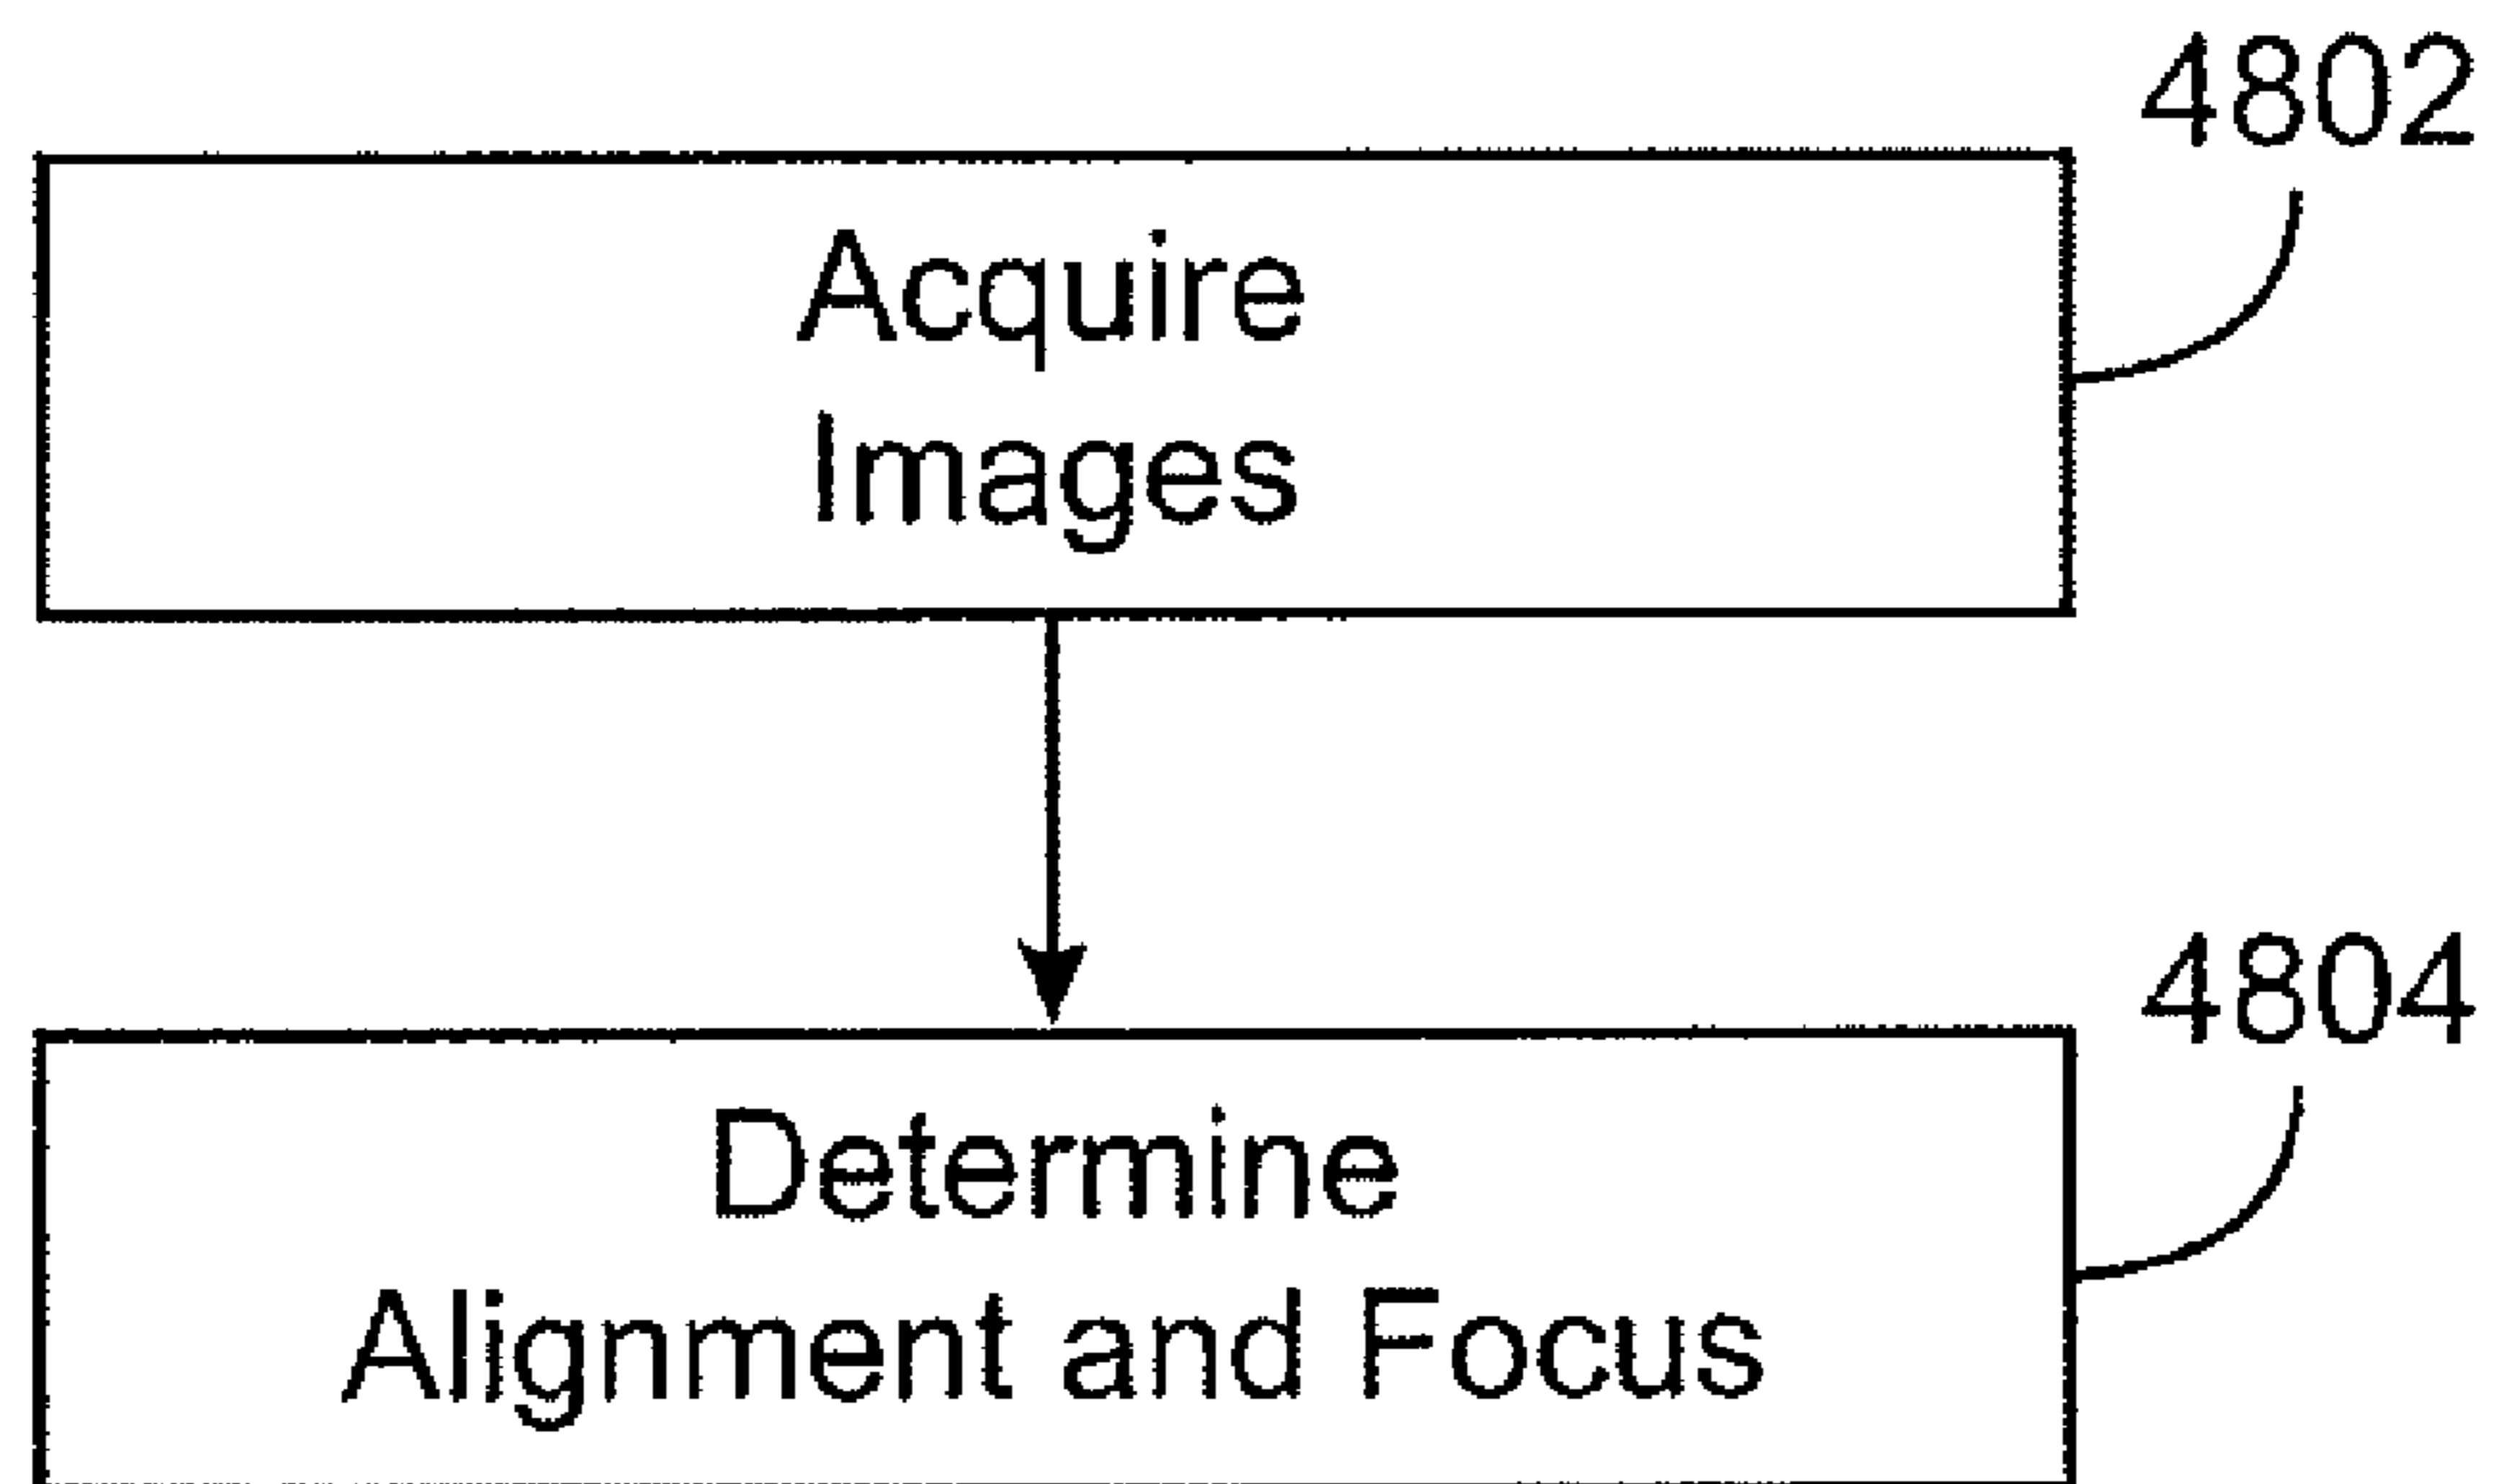 4802
Acquire
Images
4804
Determine
Alignment and Focus